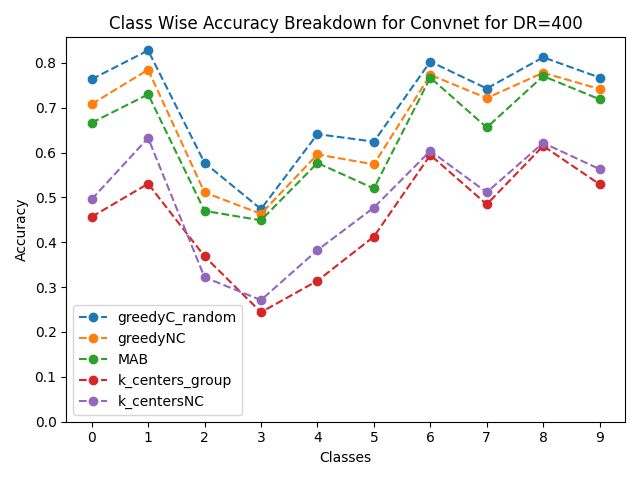 Class Wise Accuracy Breakdown for Convnet for DR=400
Accuracy
0.8
0.7
0.6
0.5
0.4
0.3
0.2
0.1
0.0
greedyC_random
greedyNC
MAB
k_centers_group
k_centersNC
0 1 2 3 4 5 6 7 8 9
Classes